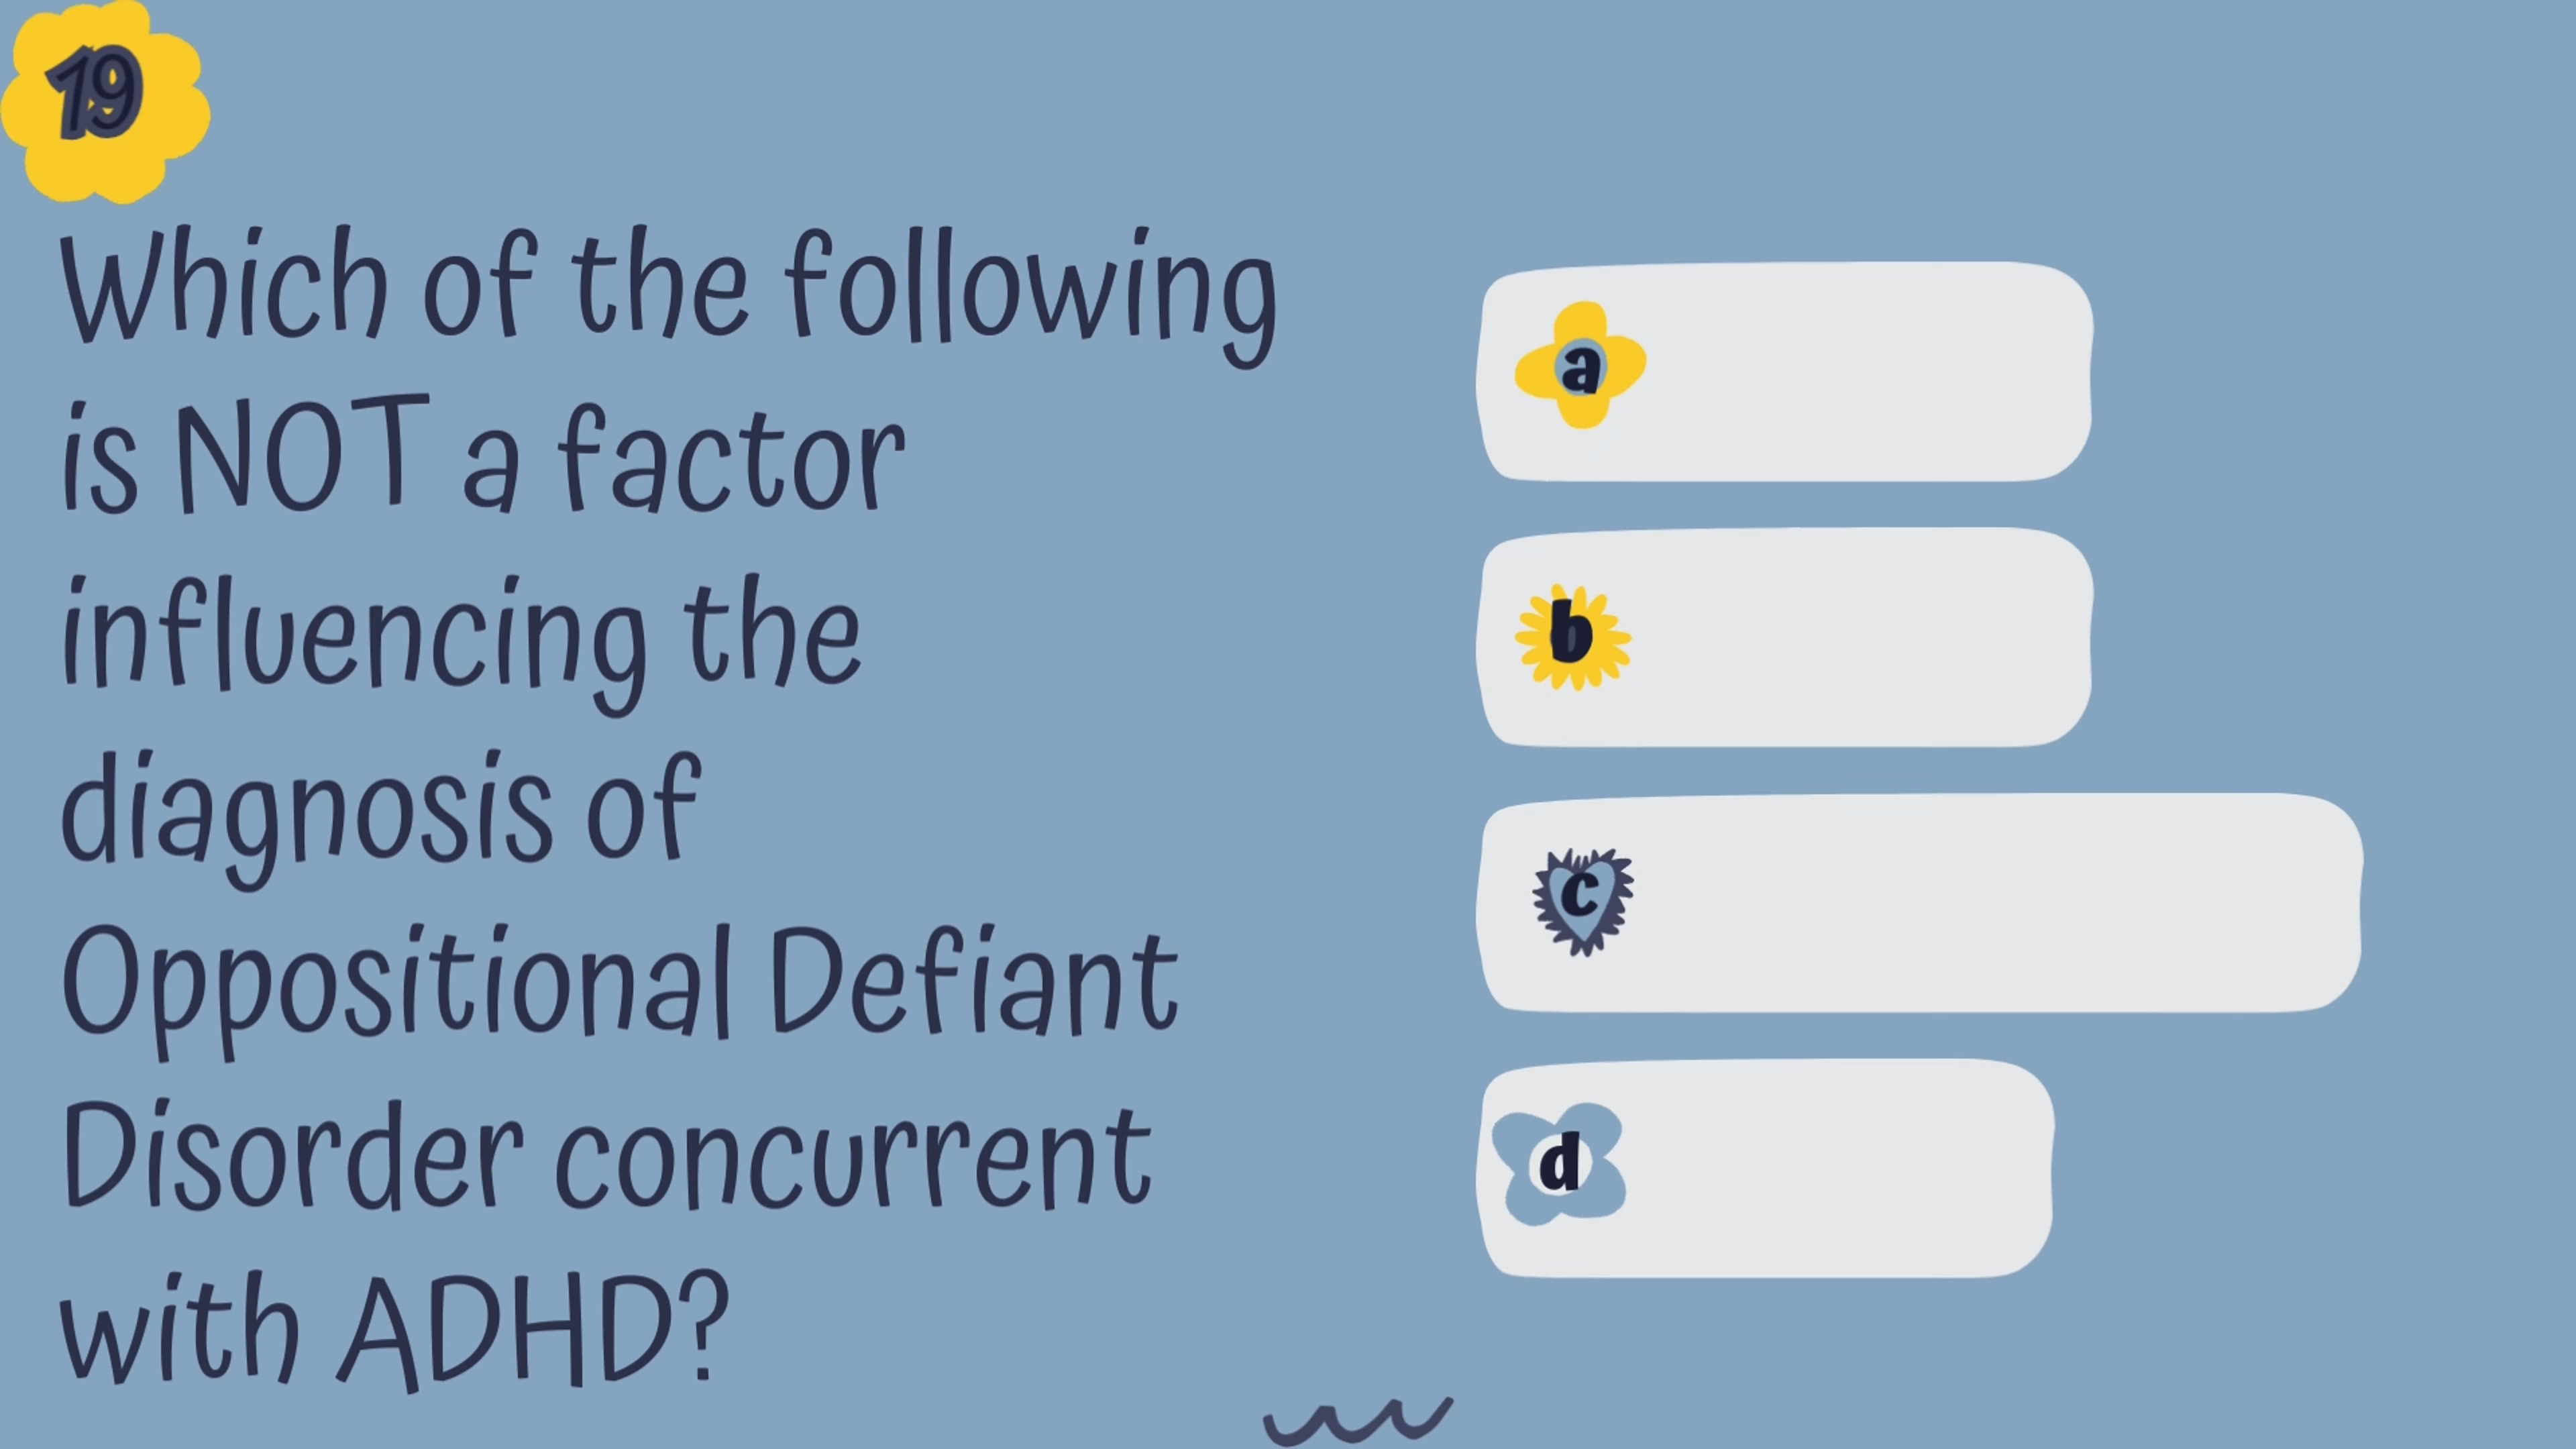 19
Which of the following
is NOT a factor
influencing the
diagnosis of
Oppositional Defiant
Disorder concurrent
with ADHD?
a
b
c
d